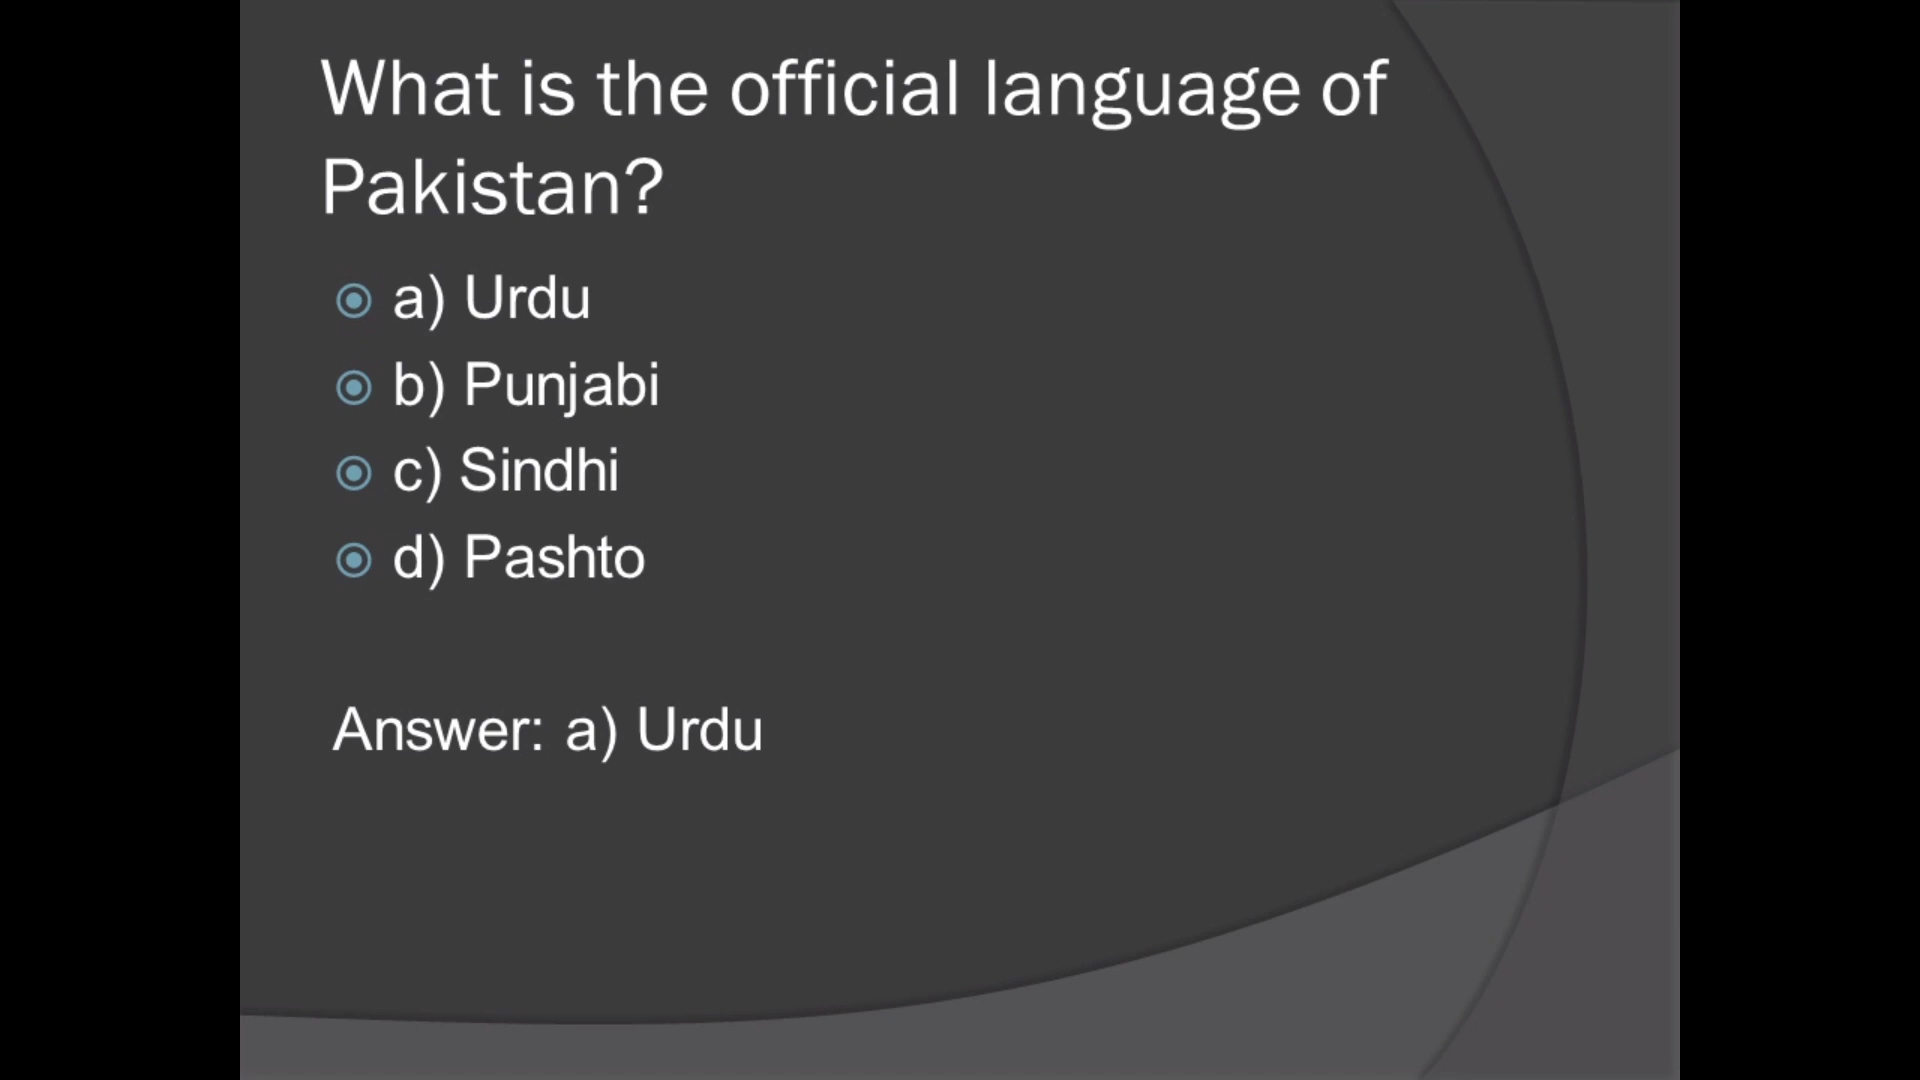 What is the official language of
Pakistan?
a) Urdu
b) Punjabi
c) Sindhi
d) Pashto
Answer: a) Urdu